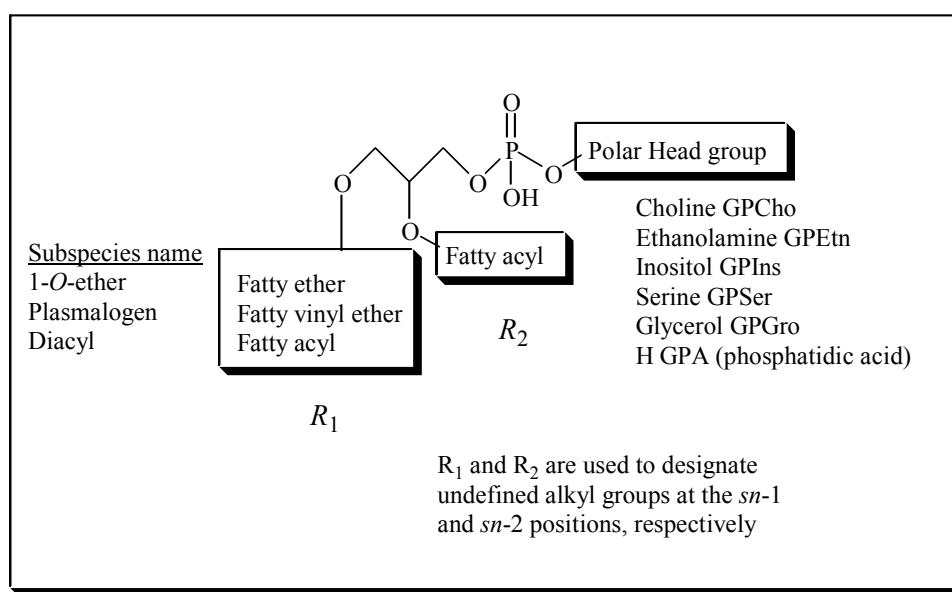 O
P
O
O
O
OH
O
Polar Head group
Fatty acyl
Choline GPCho
Ethanolamine GPEtn
Inositol GPIns
Serine GPSer
Glycerol GPGro
H GPA (phosphatidic acid)
Subspecies name
1-O-ether
Plasmalogen
Diacyl
Fatty ether
Fatty vinyl ether
Fatty acyl
R2
R1
R1 and R2 are used to designate
undefined alkyl groups at the sn-1
and sn-2 positions, respectively